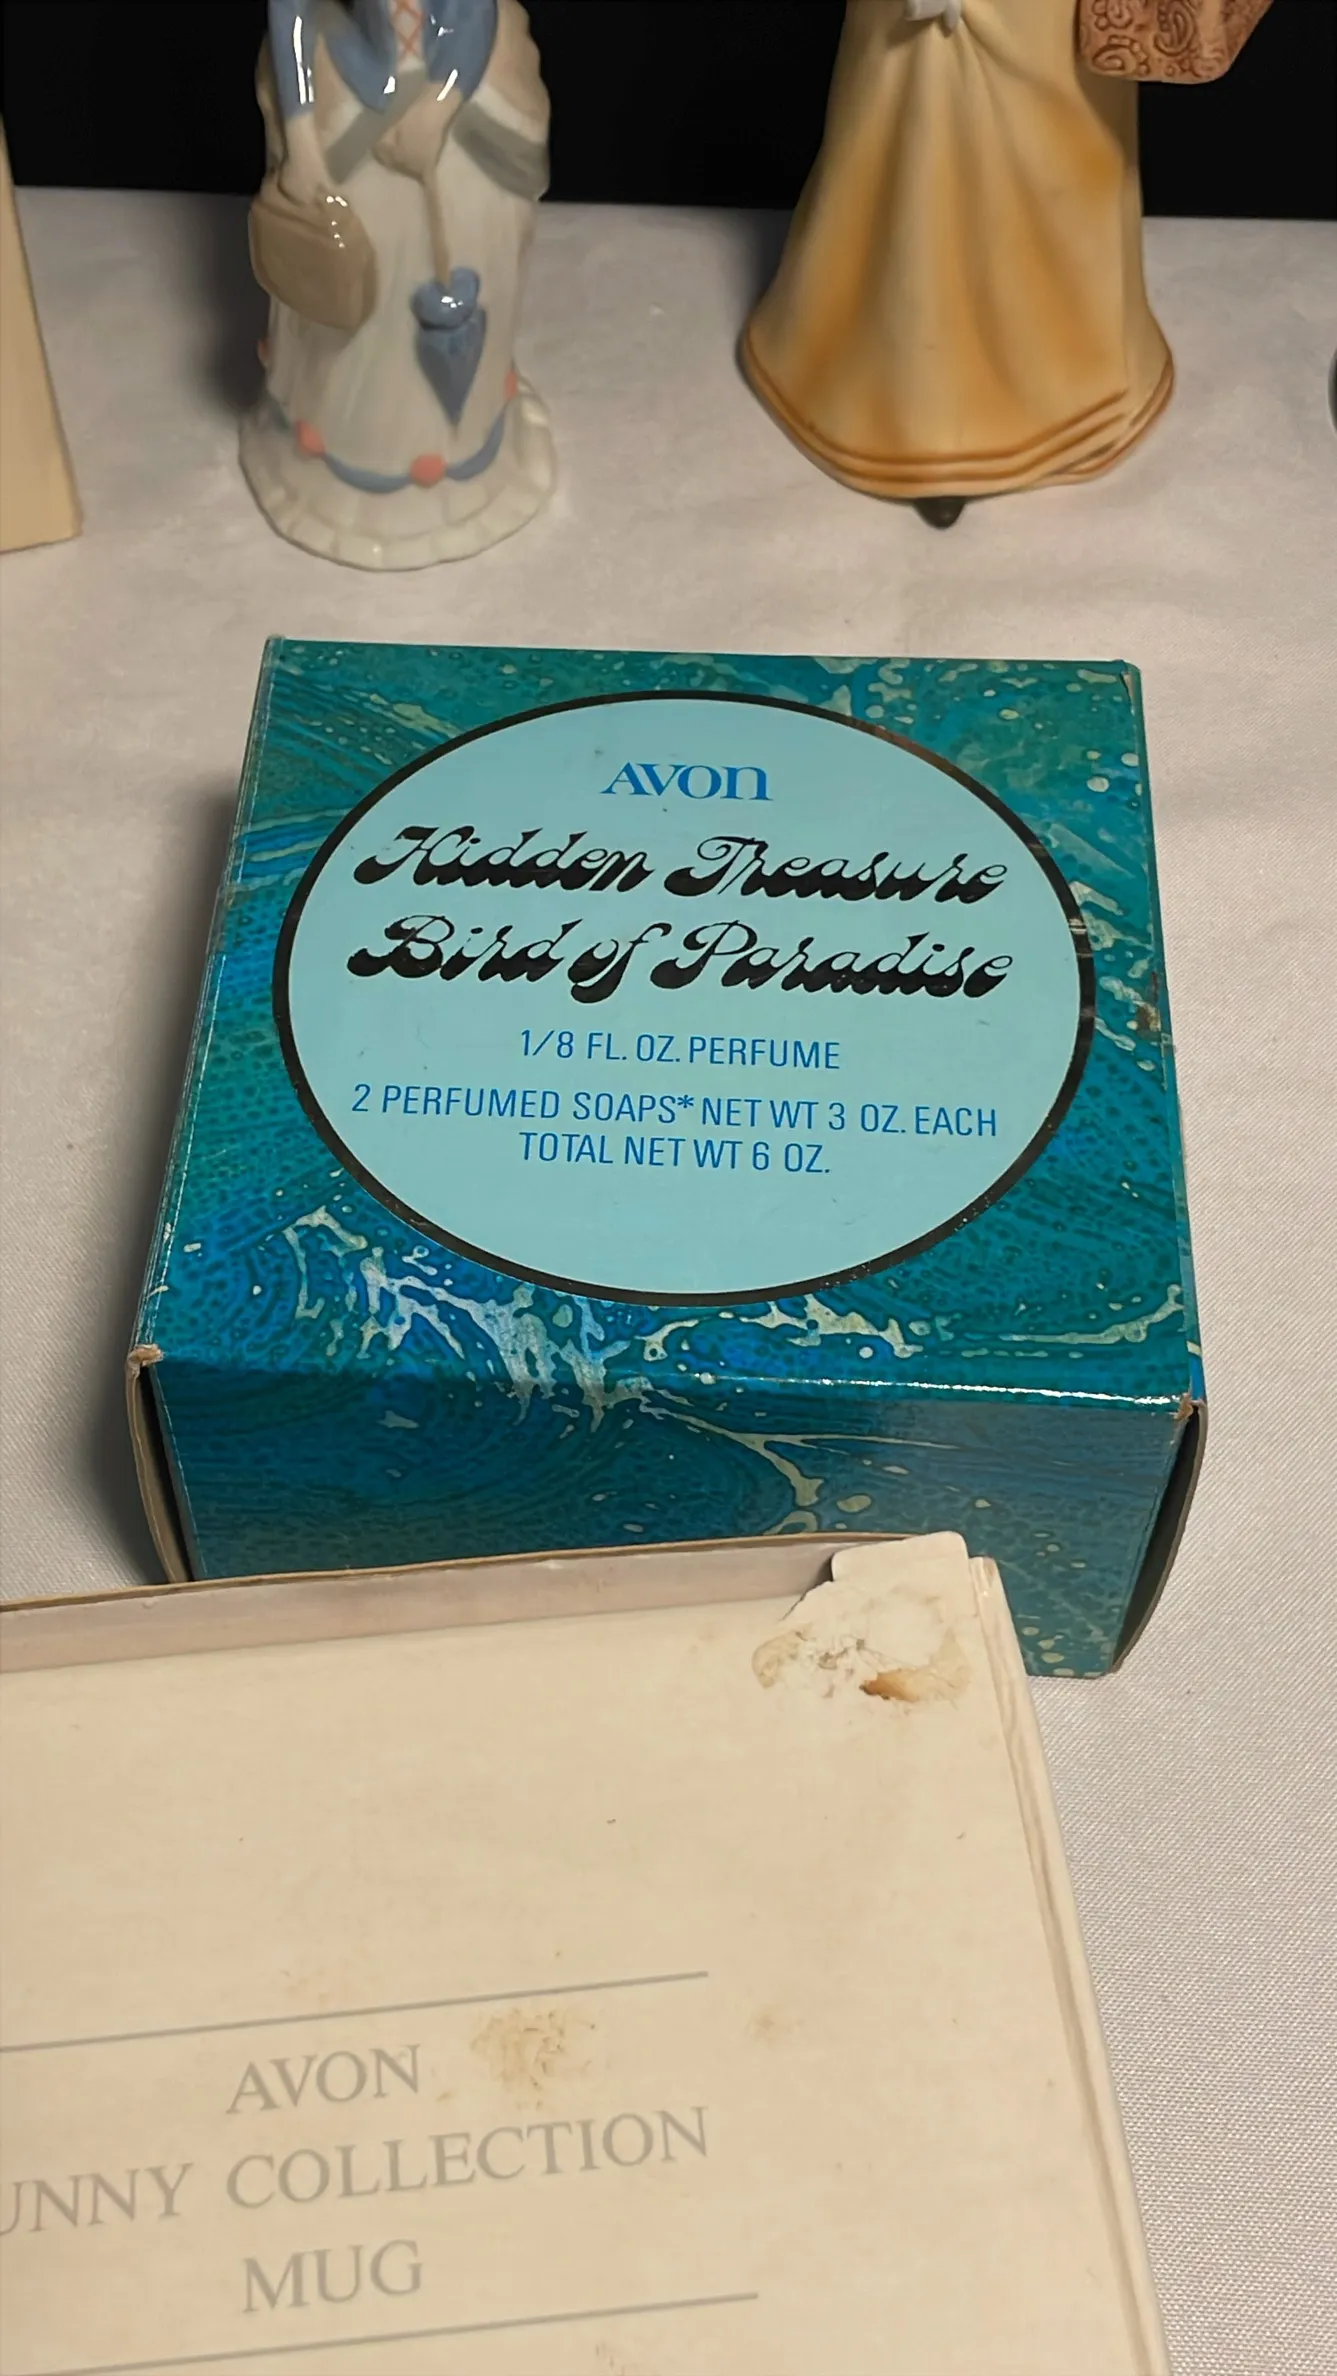 AVON
Hidden Treasure
Bird of Paradise
1/8 FL. OZ. PERFUME
2 PERFUMED SOAPS* NET WT 3 OZ. EACH
TOTAL NET WT 6 OZ.
AVON
UNNY COLLECTION
MUG